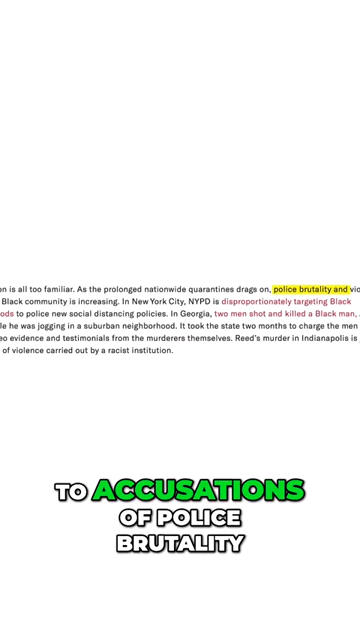 on is all too familiar. As the prolonged nationwide quarantines drags on, police brutality and vio
Black community is increasing. In New York City, NYPD is disproportionately targeting Black
ods to police new social distancing policies. In Georgia, two men shot and killed a Black man,
le he was jogging in a suburban neighborhood. It took the state two months to charge the men
eo evidence and testimonials from the murderers themselves. Reed's murder in Indianapolis is
of violence carried out by a racist institution.
TO ACCUSATIONS
OF POLICE
BRUTALITY